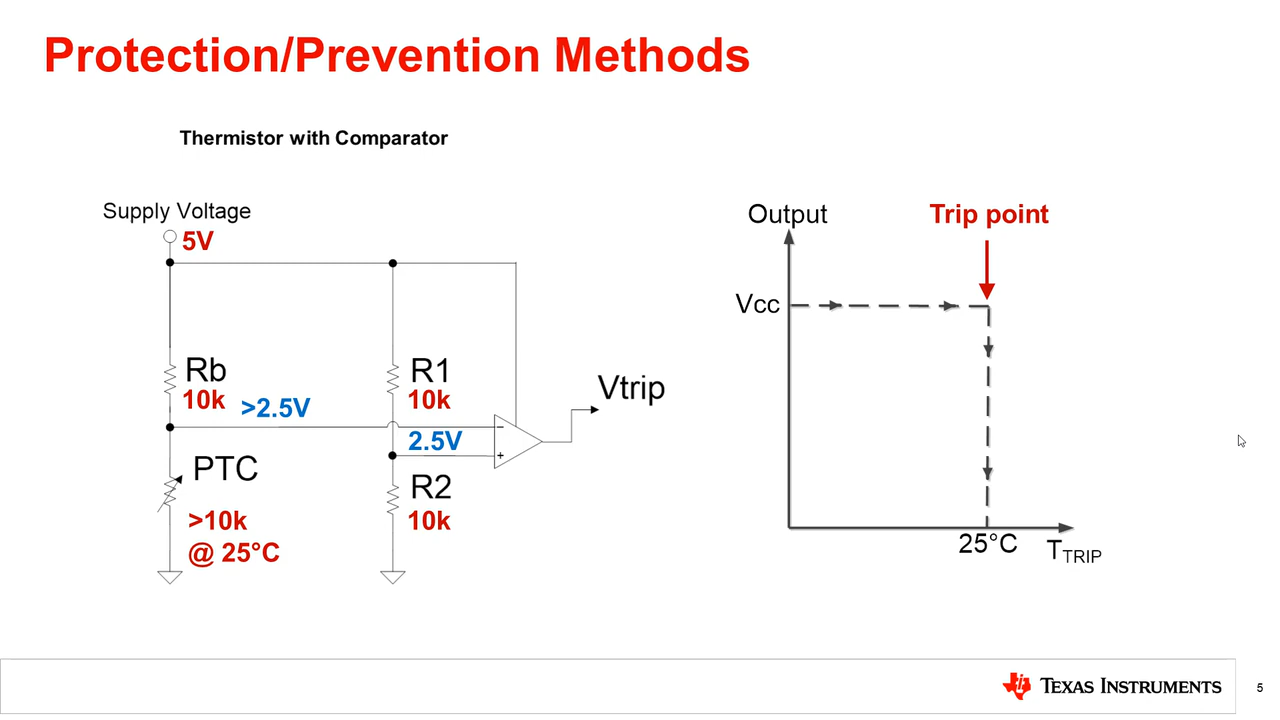 Protection/Prevention Methods
Thermistor with Comparator
Supply Voltage
5V
Rb
10k
>2.5V
R1
10k
2.5V
−
+
Vtrip
PTC
>10k
@ 25°C
R2
10k
Output
Trip point
Vcc
25°C
TTRIP
TEXAS INSTRUMENTS
5